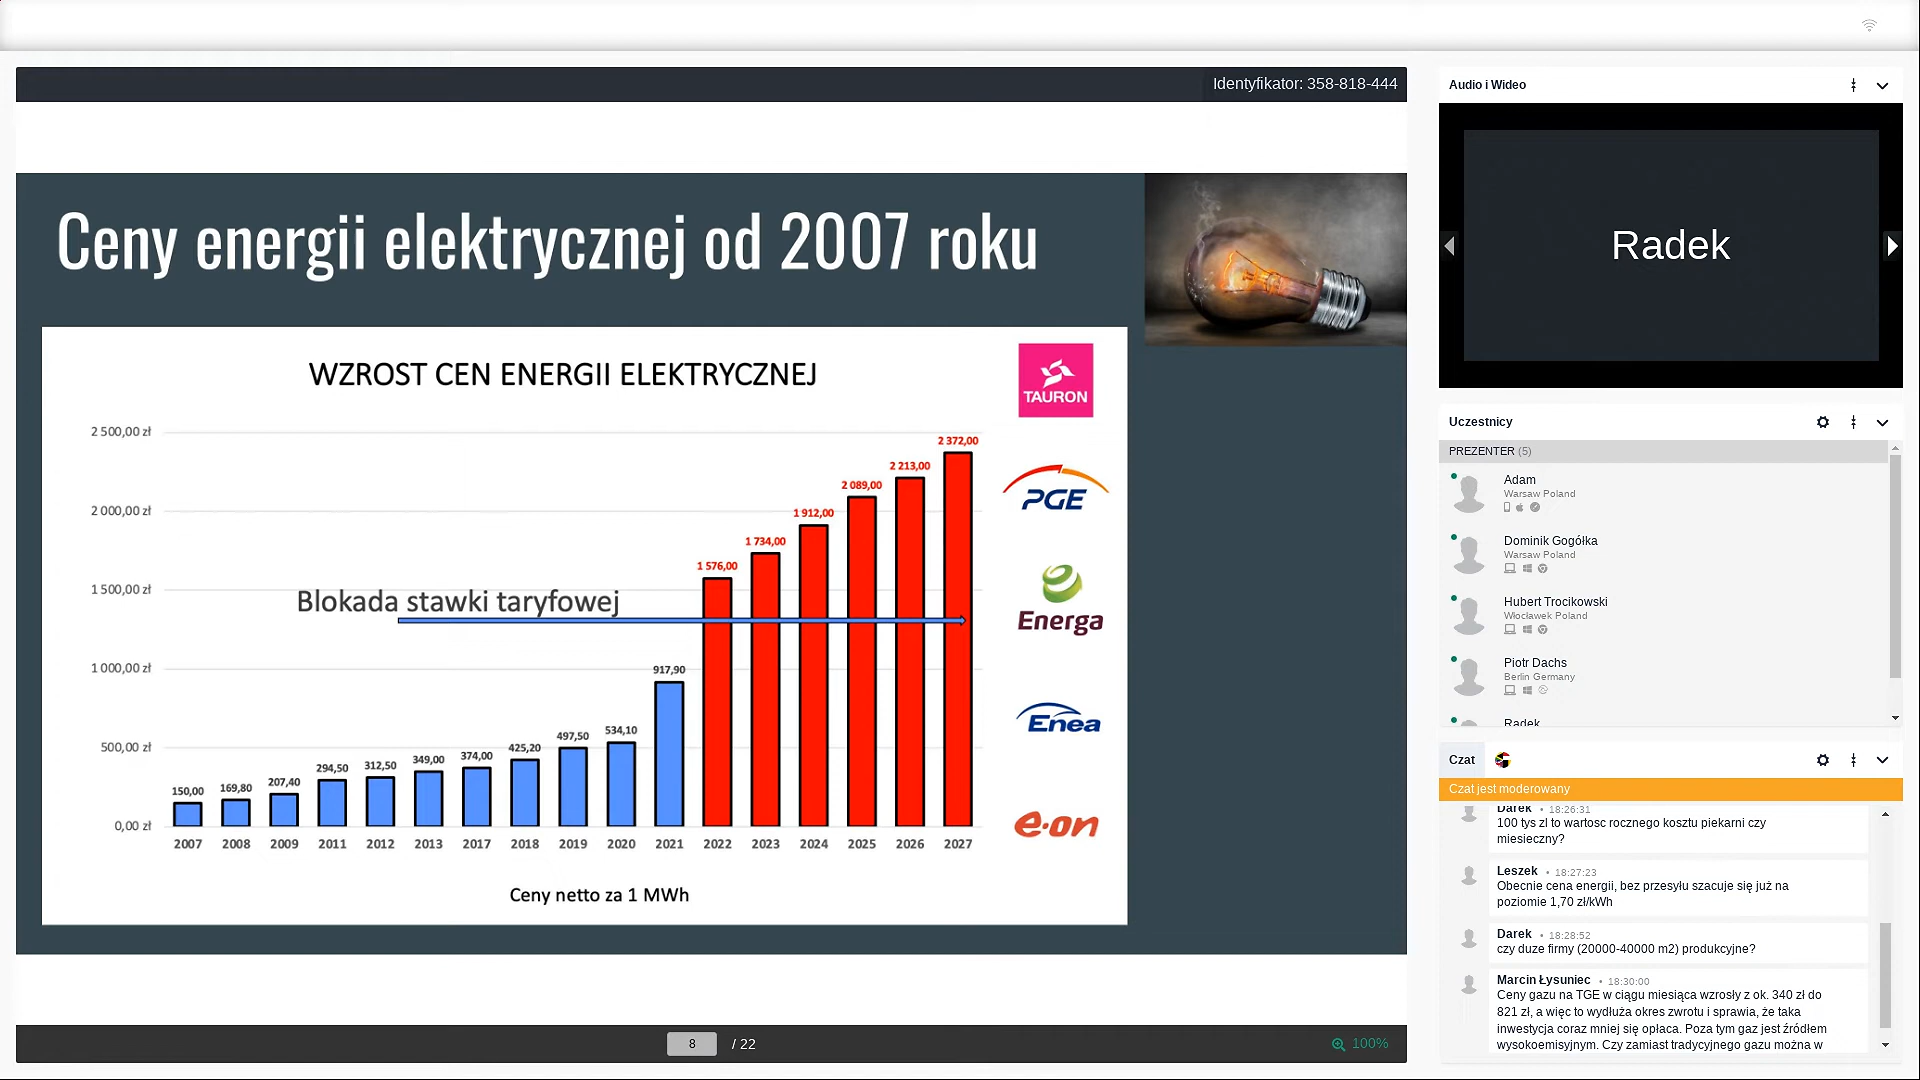 Identyfikator: 358-818-444
Ceny energii elektrycznej od 2007 roku
WZROST CEN ENERGII ELEKTRYCZNEJ
2 500,00 zł
2 000,00 zł
1 500,00 zł
1 000,00 zł
500,00 zł
0,00 zł
Blokada stawki taryfowej
150,00
169,80
207,40
294,50
312,50
349,00
374,00
425,20
497,50
534,10
917,90
1 576,00
1 734,00
1 912,00
2 089,00
2 213,00
2 372,00
2007 2008 2009 2011 2012 2013 2017 2018 2019 2020 2021 2022 2023 2024 2025 2026 2027
Ceny netto za 1 MWh
TAURON
PGE
Energa
Enea
e·on
8 / 22
100%
Audio i Wideo
Radek
Uczestnicy
PREZENTER (5)
Adam
Warsaw Poland
Dominik Gogółka
Warsaw Poland
Hubert Trocikowski
Włocławek Poland
Piotr Dachs
Berlin Germany
Radek
Czat
Czat jest moderowany
Darek • 18:26:31
100 tys zl to wartosc rocznego kosztu piekarni czy
miesieczny?
Leszek • 18:27:23
Obecnie cena energii, bez przesyłu szacuje się już na
poziomie 1,70 zł/kWh
Darek • 18:28:52
czy duze firmy (20000-40000 m2) produkcyjne?
Marcin Łysuniec • 18:30:00
Ceny gazu na TGE w ciągu miesiąca wzrosły z ok. 340 zł do
821 zł, a więc to wydłuża okres zwrotu i sprawia, że taka
inwestycja coraz mniej się opłaca. Poza tym gaz jest źródłem
wysokoemisyjnym. Czy zamiast tradycyjnego gazu można w